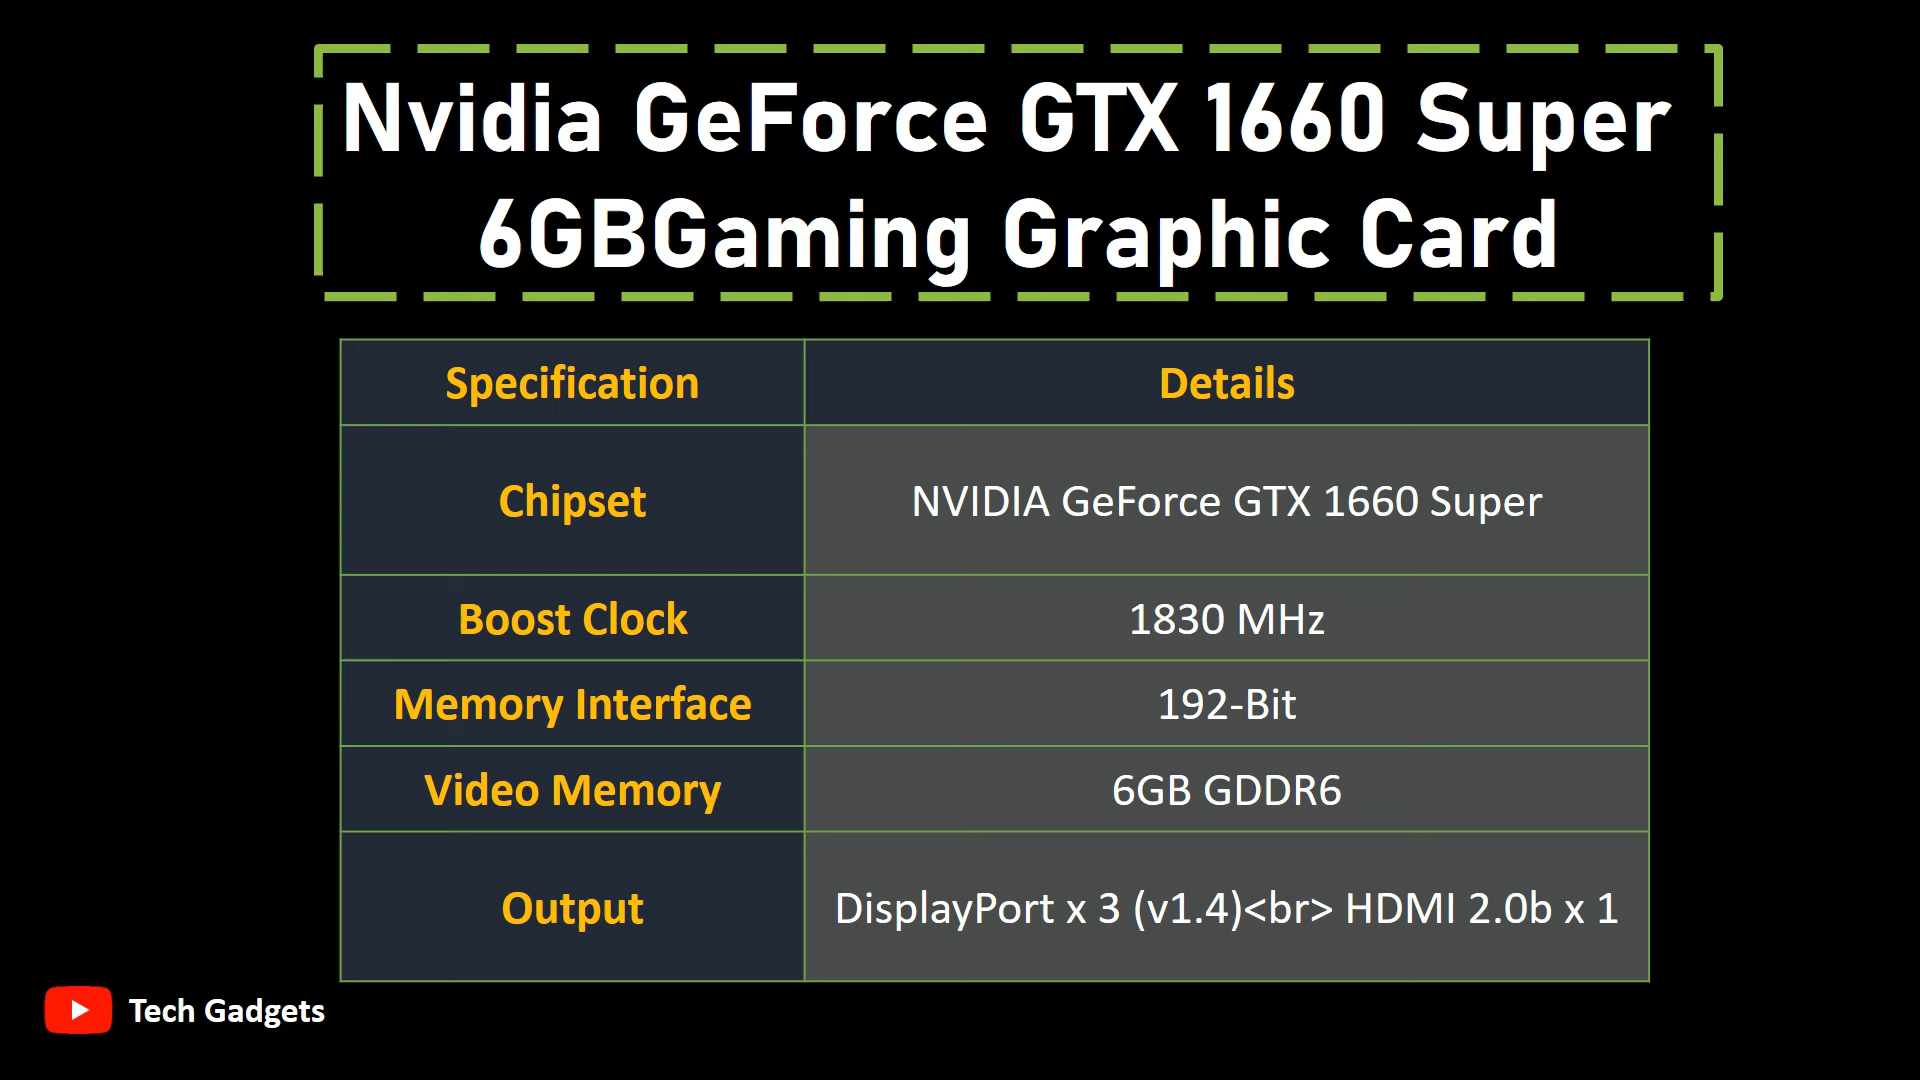 Nvidia GeForce GTX 1660 Super
6GBGaming Graphic Card
Specification Details
Chipset NVIDIA GeForce GTX 1660 Super
Boost Clock 1830 MHz
Memory Interface 192-Bit
Video Memory 6GB GDDR6
Output DisplayPort x 3 (v1.4)<br> HDMI 2.0b x 1
Tech Gadgets